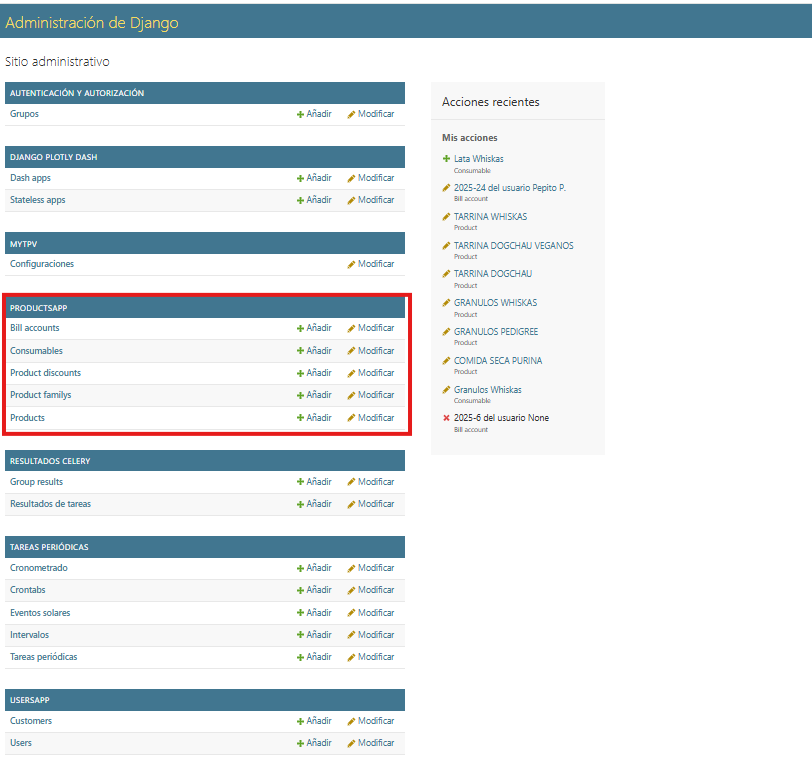 Administración de Django
Sitio administrativo
AUTENTICACIÓN Y AUTORIZACIÓN
Grupos Añadir Modificar
DJANGO PLOTLY DASH
Dash apps Añadir Modificar
Stateless apps Añadir Modificar
MYTPV
Configuraciones Modificar
PRODUCTSAPP
Bill accounts Añadir Modificar
Consumables Añadir Modificar
Product discounts Añadir Modificar
Product familys Añadir Modificar
Products Añadir Modificar
RESULTADOS CELERY
Group results Añadir Modificar
Resultados de tareas Añadir Modificar
TAREAS PERIÓDICAS
Cronometrado Añadir Modificar
Crontabs Añadir Modificar
Eventos solares Añadir Modificar
Intervalos Añadir Modificar
Tareas periódicas Añadir Modificar
USERSAPP
Customers Añadir Modificar
Users Añadir Modificar
Acciones recientes
Mis acciones
Lata Whiskas
Consumable
2025-24 del usuario Pepito P.
Bill account
TARRINA WHISKAS
Product
TARRINA DOGCHAU VEGANOS
Product
TARRINA DOGCHAU
Product
GRANULOS WHISKAS
Product
GRANULOS PEDIGREE
Product
COMIDA SECA PURINA
Product
Granulos Whiskas
Consumable
2025-6 del usuario None
Bill account